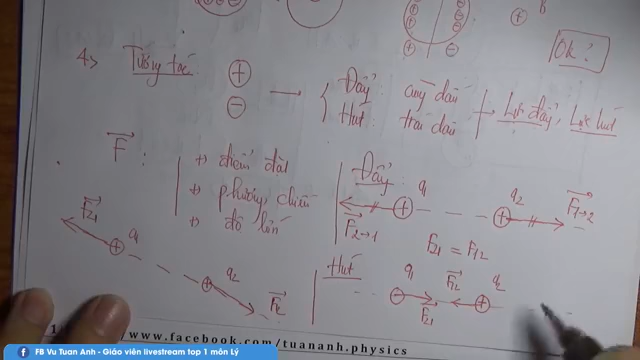 B
Ok?
4> Tương tác:
+
−
→
Đẩy: cùng dấu
Hút: trái dấu
Lực đẩy, Lực hút
F :
+, điểm đặt
+, phương, chiều
+, độ lớn
Đẩy:
q1
q2
F2→1
F1→2
F21 = F12
F21
q1
q2
F12
Hút
q1
F12
q2
F21
www.facebook.com/tuananh.physics
FB Vu Tuan Anh - Giáo viên livestream top 1 môn Lý